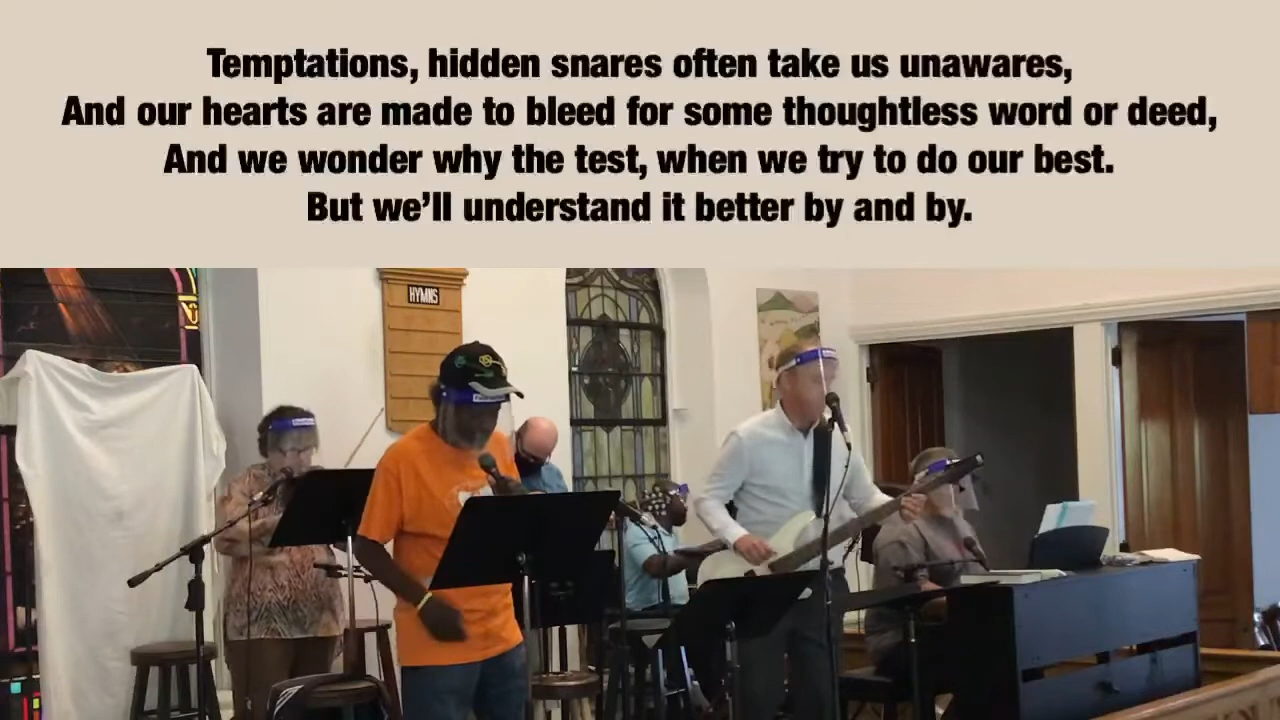 Temptations, hidden snares often take us unawares,
And our hearts are made to bleed for some thoughtless word or deed,
And we wonder why the test, when we try to do our best.
But we’ll understand it better by and by.
HYMNS